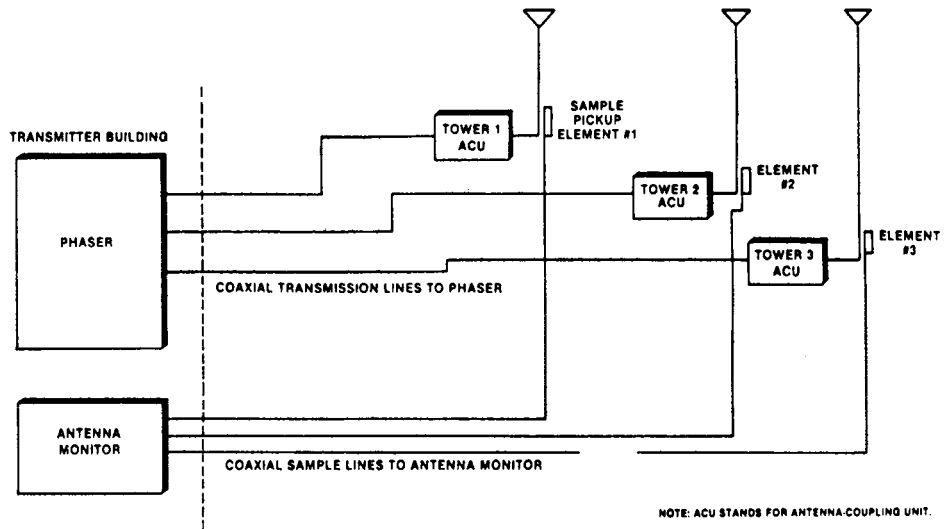 SAMPLE
PICKUP
ELEMENT #1
TRANSMITTER BUILDING
TOWER 1
ACU
ELEMENT
#2
TOWER 2
ACU
PHASER
ELEMENT
#3
TOWER 3
ACU
COAXIAL TRANSMISSION LINES TO PHASER
ANTENNA
MONITOR
COAXIAL SAMPLE LINES TO ANTENNA MONITOR
NOTE: ACU STANDS FOR ANTENNA-COUPLING UNIT.